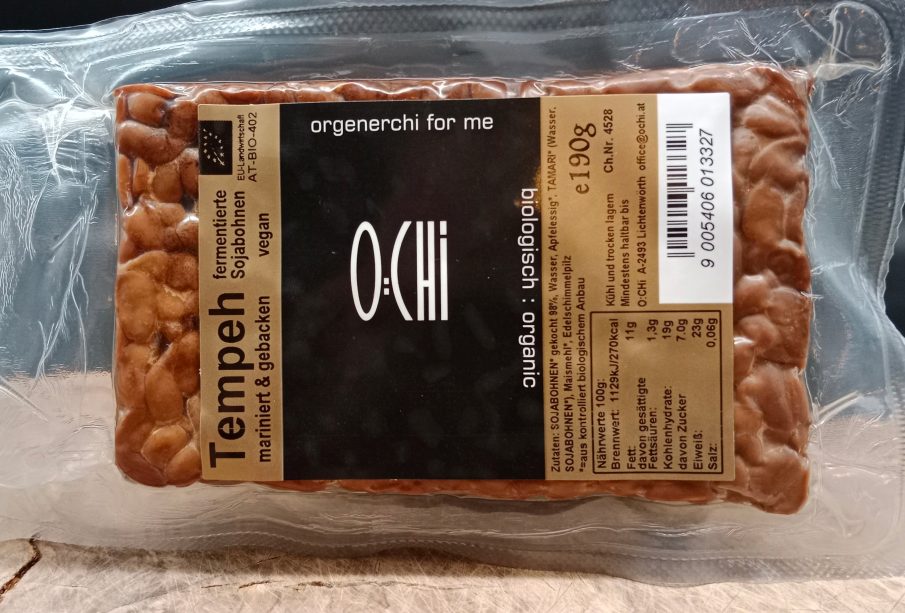 EU-Landwirtschaft
AT-BIO-402
fermentierte
Sojabohnen
vegan
Tempeh
mariniert & gebacken
orgenerchi for me
O:CHi
biologisch : organic
Zutaten: SOJABOHNEN* gekocht 98%, Wasser, Apfelessig*, TAMARI* (Wasser,
SOJABOHNEN*), Maismehl*, Edelschimmelpilz
*=aus kontrolliert biologischem Anbau
e190g
Kühl und trocken lagern Ch.Nr. 4528
Mindestens haltbar bis
O:CHi A-2493 Lichtenwörth office@ochi.at
Nährwerte 100g:
Brennwert: 1129kJ/270kcal
Fett: 11g
davon gesättigte
Fettsäuren: 1,3g
Kohlenhydrate: 19g
davon Zucker 7.0g
Eiweiß: 23g
Salz: 0,06g
9 005406 013327